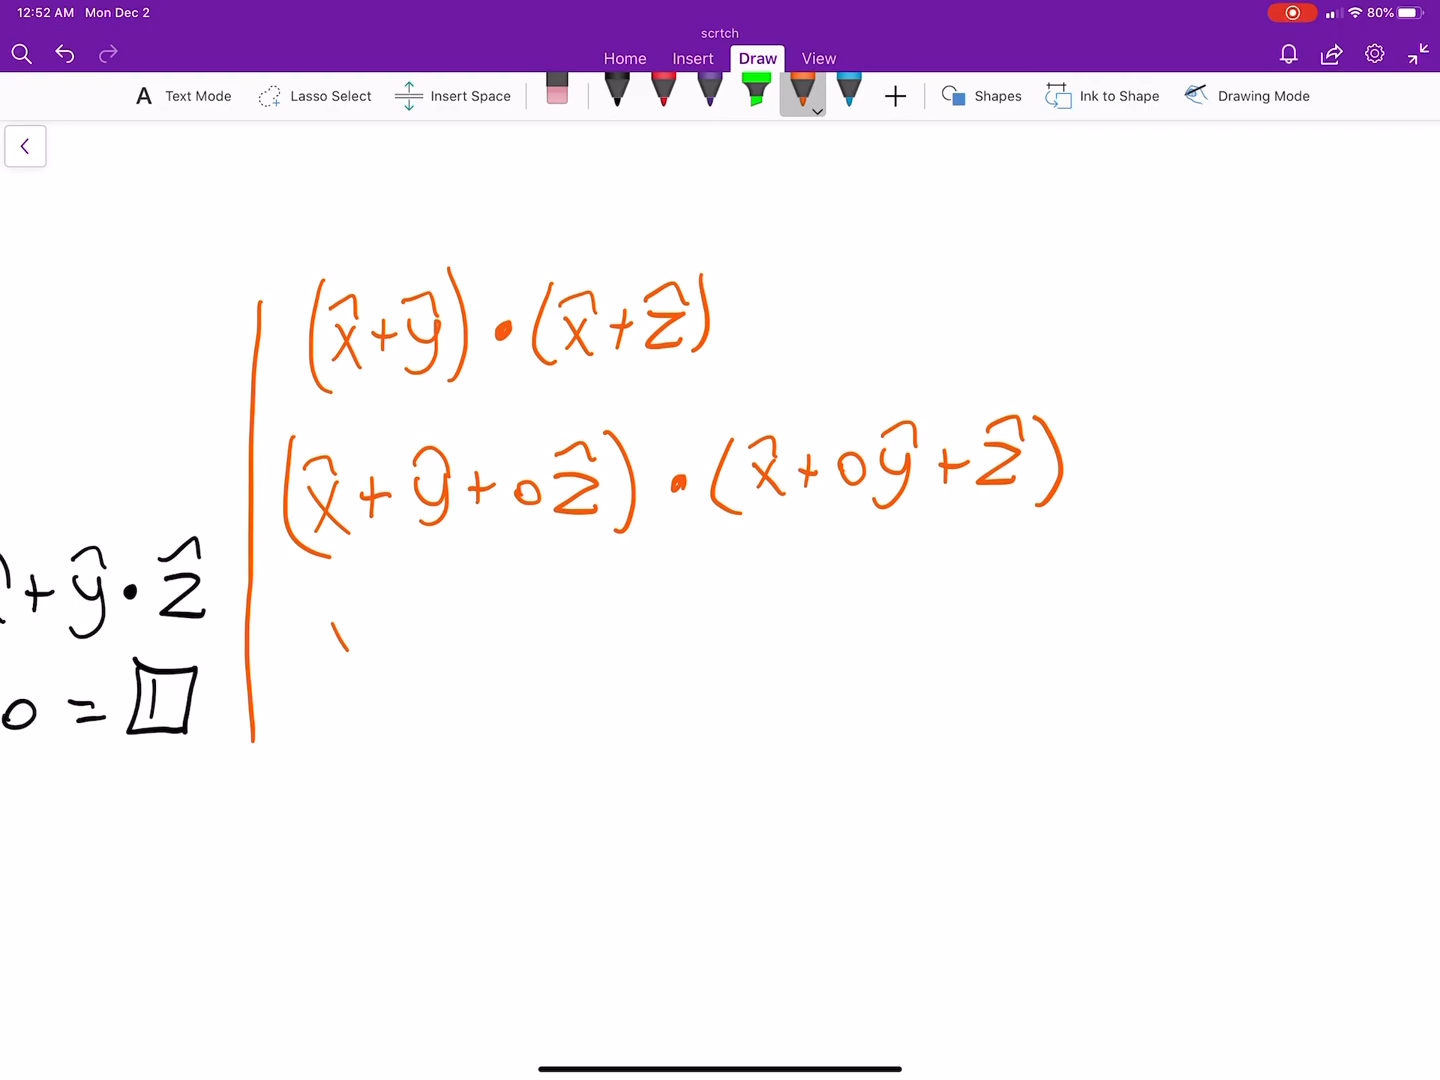 12:52 AM Mon Dec 2
80%
scrtch
Home Insert Draw View
A Text Mode Lasso Select Insert Space Shapes Ink to Shape Drawing Mode
(x̂+ŷ)•(x̂+ẑ)
(x̂+ŷ+0ẑ)•(x̂+0ŷ+ẑ)
+ŷ•ẑ
0 = 1